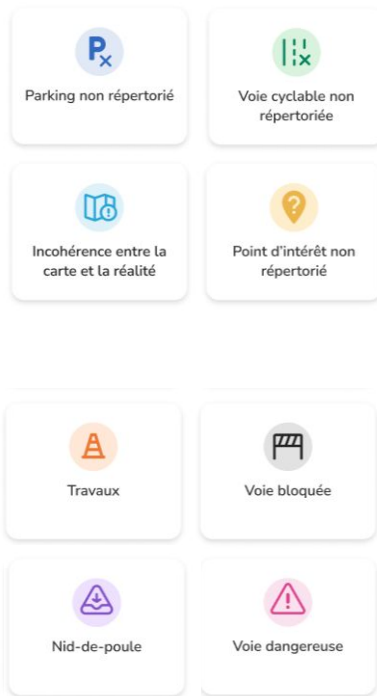 Parking non répertorié
Voie cyclable non
répertoriée
Incohérence entre la
carte et la réalité
Point d'intérêt non
répertorié
Travaux
Voie bloquée
Nid-de-poule
Voie dangereuse